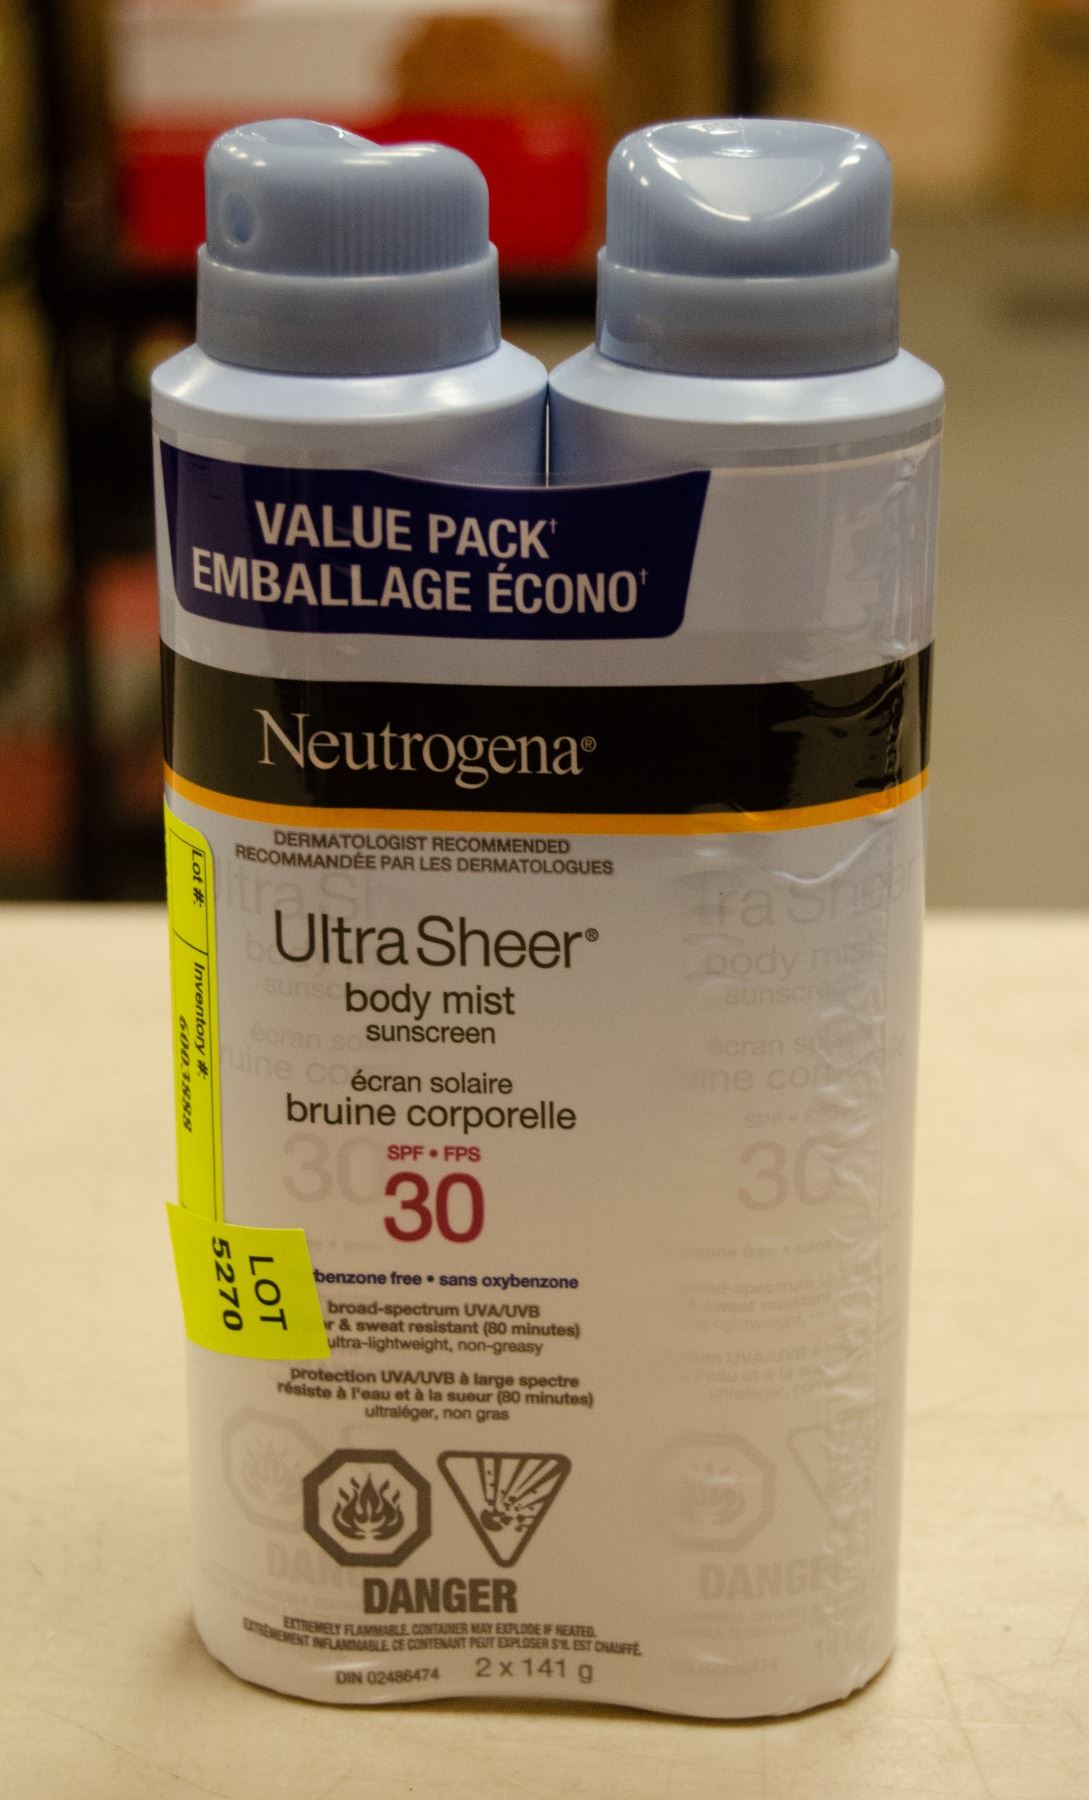 VALUE PACK†
EMBALLAGE ÉCONO†
Neutrogena®
DERMATOLOGIST RECOMMENDED
RECOMMANDÉE PAR LES DERMATOLOGUES
Ultra Sheer®
body mist
sunscreen
écran solaire
bruine corporelle
SPF • FPS
30
benzone free • sans oxybenzone
broad-spectrum UVA/UVB
r & sweat resistant (80 minutes)
ultra-lightweight, non-greasy
protection UVA/UVB à large spectre
résiste à l'eau et à la sueur (80 minutes)
ultraléger, non gras
DANGER
EXTREMELY FLAMMABLE. CONTAINER MAY EXPLODE IF HEATED.
EXTRÊMEMENT INFLAMMABLE. CE CONTENANT PEUT EXPLOSER S'IL EST CHAUFFÉ.
DIN 02486474 2 x 141 g
Lot #:
Inventory #:
LOT
5270